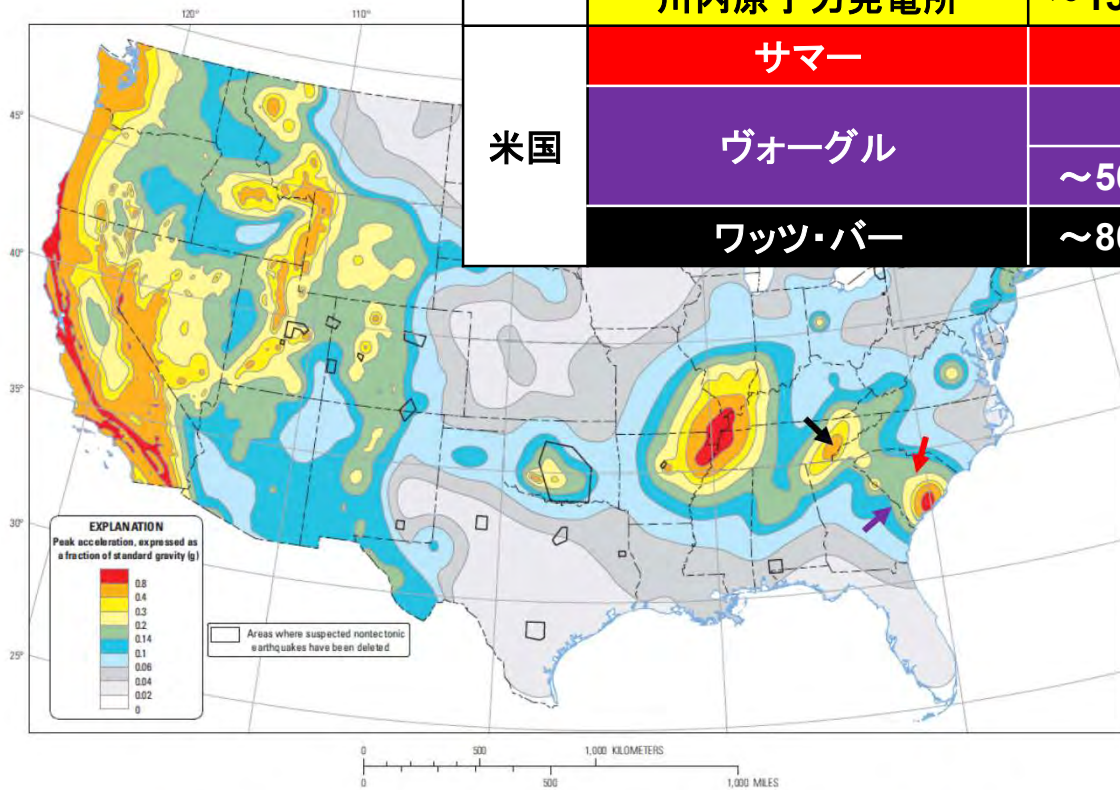 川内原子力発電所
米国
サマー
ヴォーグル
～50
ワッツ・バー
～80
120°
110°
45°
40°
35°
30°
25°
EXPLANATION
Peak acceleration, expressed as
a fraction of standard gravity (g)
0.8
0.4
0.3
0.2
0.14
0.1
0.06
0.04
0.02
0
Areas where suspected nontectonic
earthquakes have been deleted
0 500 1,000 KILOMETERS
0 500 1,000 MILES